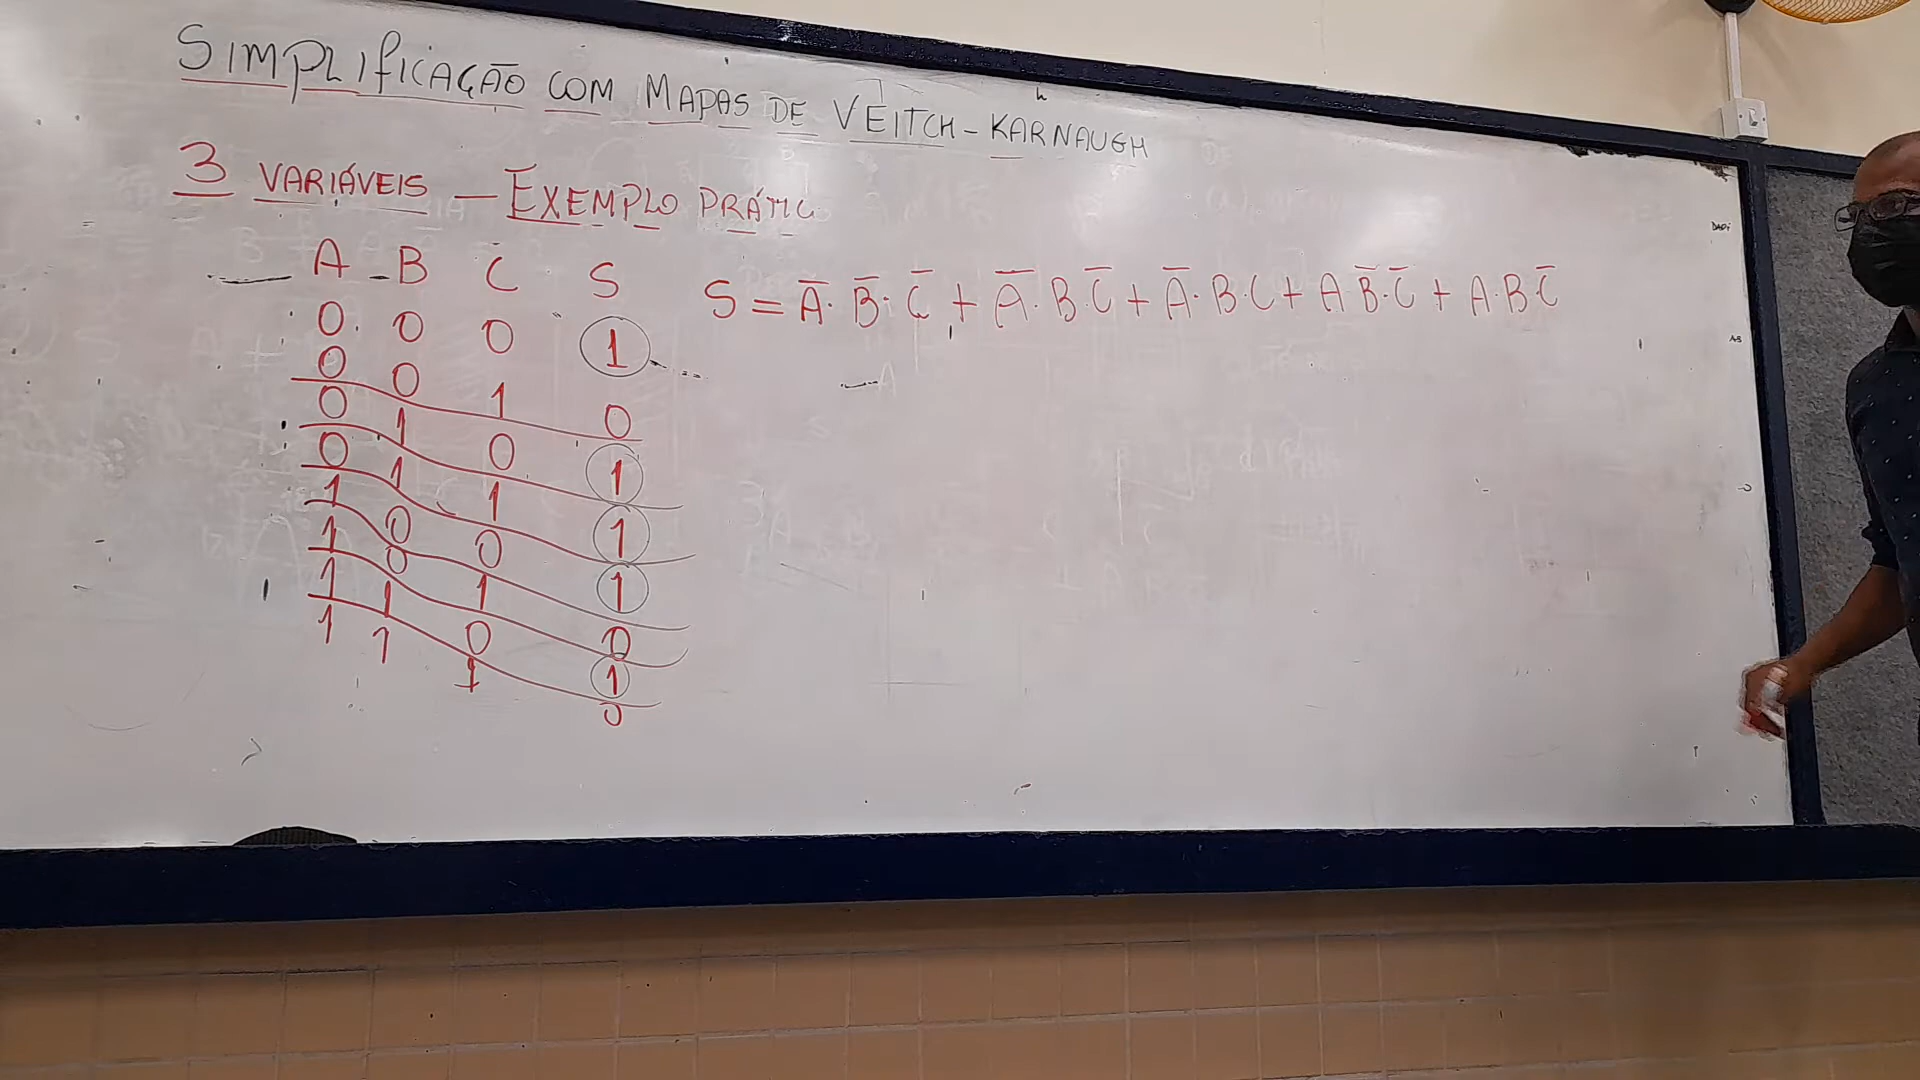 SIMPLIFICAÇÃO COM MAPAS DE VEITCH-KARNAUGH
3 VARIÁVEIS — EXEMPLO PRÁTIC
A B C S
S = A̅·B̅·C̅ + A̅·B·C̅ + A̅·B·C + A B̅·C̅ + A·B·C̅
0 0 0 1
0 0 1 0
0 1 0 1
0 1 1 1
1 0 0 1
1 0 1 0
1 1 0 1
1 1 1 0